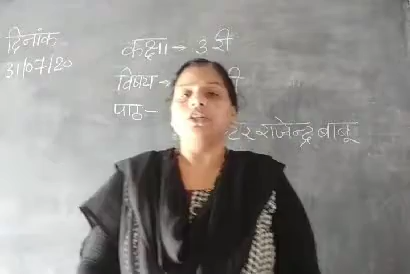 दिनांक
31/07/20
कक्षा → 3 री
विषय →
पाठ -
राजेन्द्र बाबू